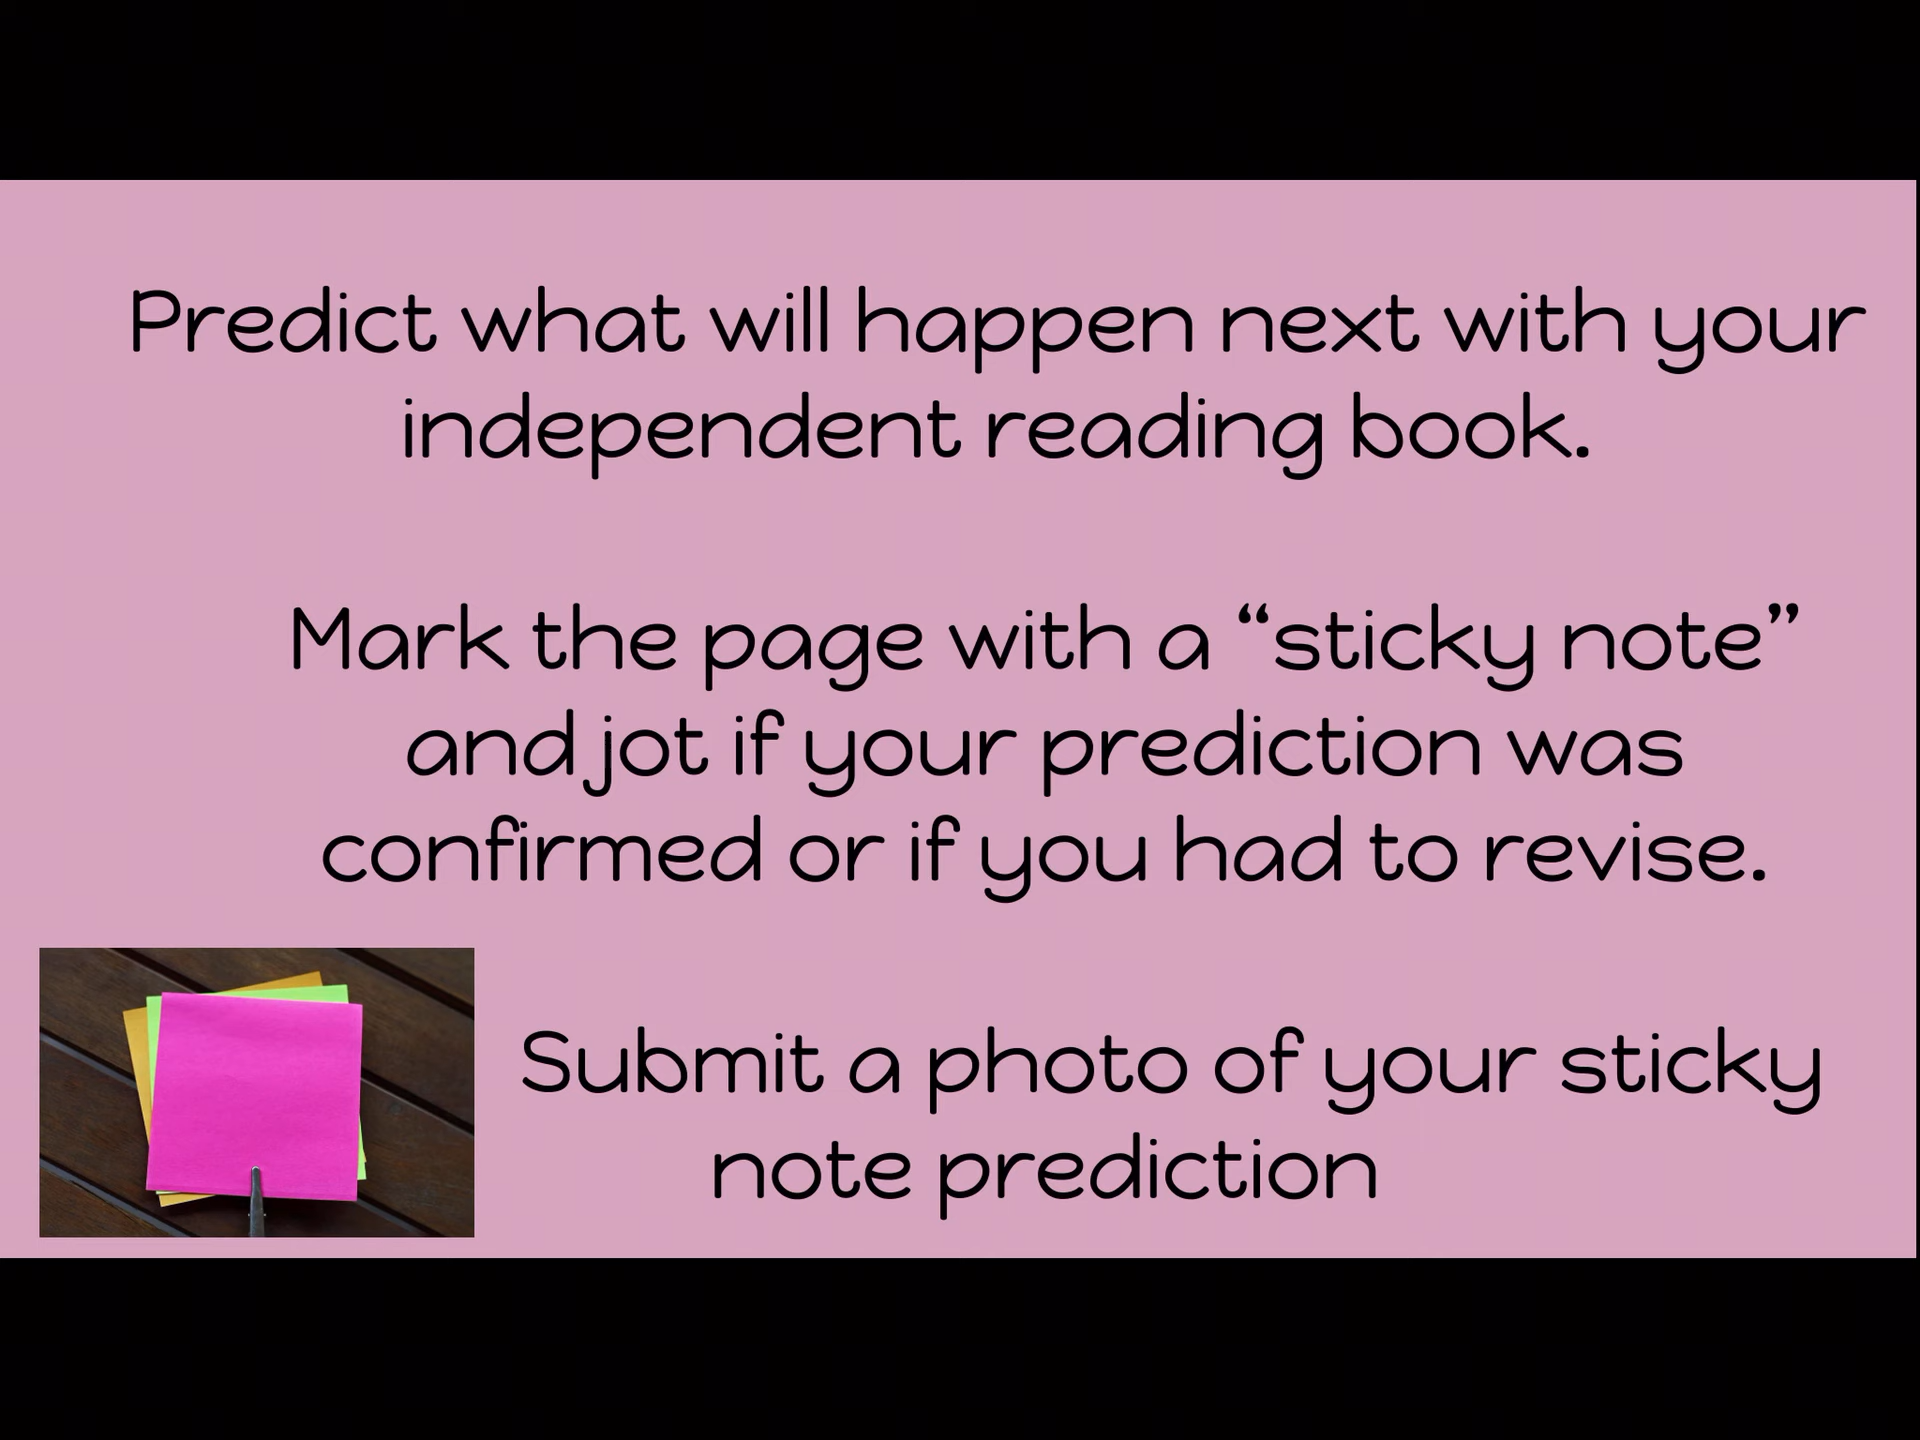 Predict what will happen next with your
independent reading book.
Mark the page with a “sticky note”
and jot if your prediction was
confirmed or if you had to revise.
Submit a photo of your sticky
note prediction